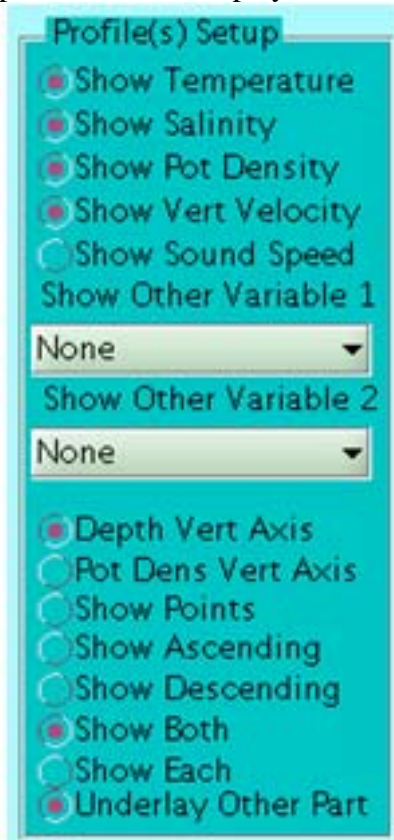 Profile(s) Setup
Show Temperature
Show Salinity
Show Pot Density
Show Vert Velocity
Show Sound Speed
Show Other Variable 1
None
Show Other Variable 2
None
Depth Vert Axis
Pot Dens Vert Axis
Show Points
Show Ascending
Show Descending
Show Both
Show Each
Underlay Other Part